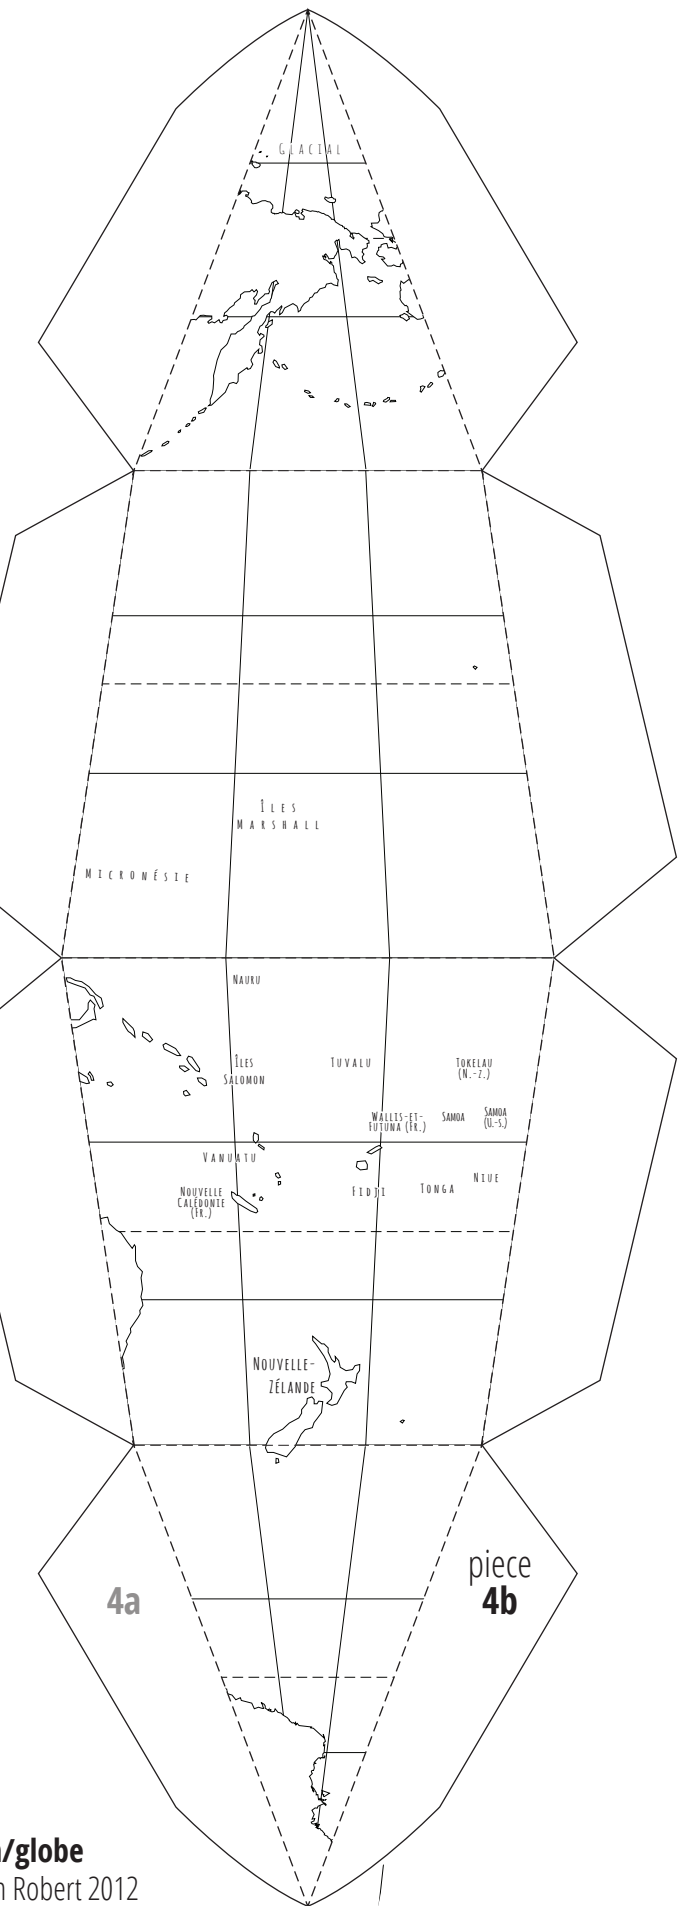 GLACIAL
ÎLES
MARSHALL
MICRONÉSIE
NAURU
ÎLES
SALOMON
TUVALU
TOKELAU
(N.-Z.)
WALLIS-ET-
FUTUNA (FR.)
SAMOA
SAMOA
(U.-S.)
VANUATU
NOUVELLE
CALÉDONIE
(FR.)
FIDJI
TONGA
NIUE
NOUVELLE-
ZÉLANDE
4a
piece
4b
/globe
Robert 2012